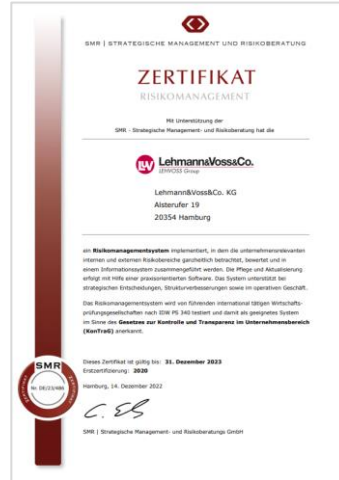 SMR | STRATEGISCHE MANAGEMENT UND RISIKOBERATUNG
ZERTIFIKAT
RISIKOMANAGEMENT
Mit Unterstützung der
SMR - Strategische Management- und Risikoberatung hat die
LW Lehmann&Voss&Co.
LEHVOSS Group
Lehmann&Voss&Co. KG
Alsterufer 19
20354 Hamburg
ein Risikomanagementsystem implementiert, in dem die unternehmensrelevanten
internen und externen Risikobereiche ganzheitlich betrachtet, bewertet und in
einem Informationssystem zusammengeführt werden. Die Pflege und Aktualisierung
erfolgt mit Hilfe einer praxisorientierten Software. Das System unterstützt bei
strategischen Entscheidungen, Strukturverbesserungen sowie im operativen Geschäft.
Das Risikomanagementsystem wird von führenden international tätigen Wirtschafts-
prüfungsgesellschaften nach IDW PS 340 testiert und damit als geeignetes System
im Sinne des Gesetzes zur Kontrolle und Transparenz im Unternehmensbereich
(KonTraG) anerkannt.
Dieses Zertifikat ist gültig bis: 31. Dezember 2023
Erstzertifizierung: 2020
Hamburg, 14. Dezember 2022
SMR | Strategische Management- und Risikoberatungs GmbH
SMR